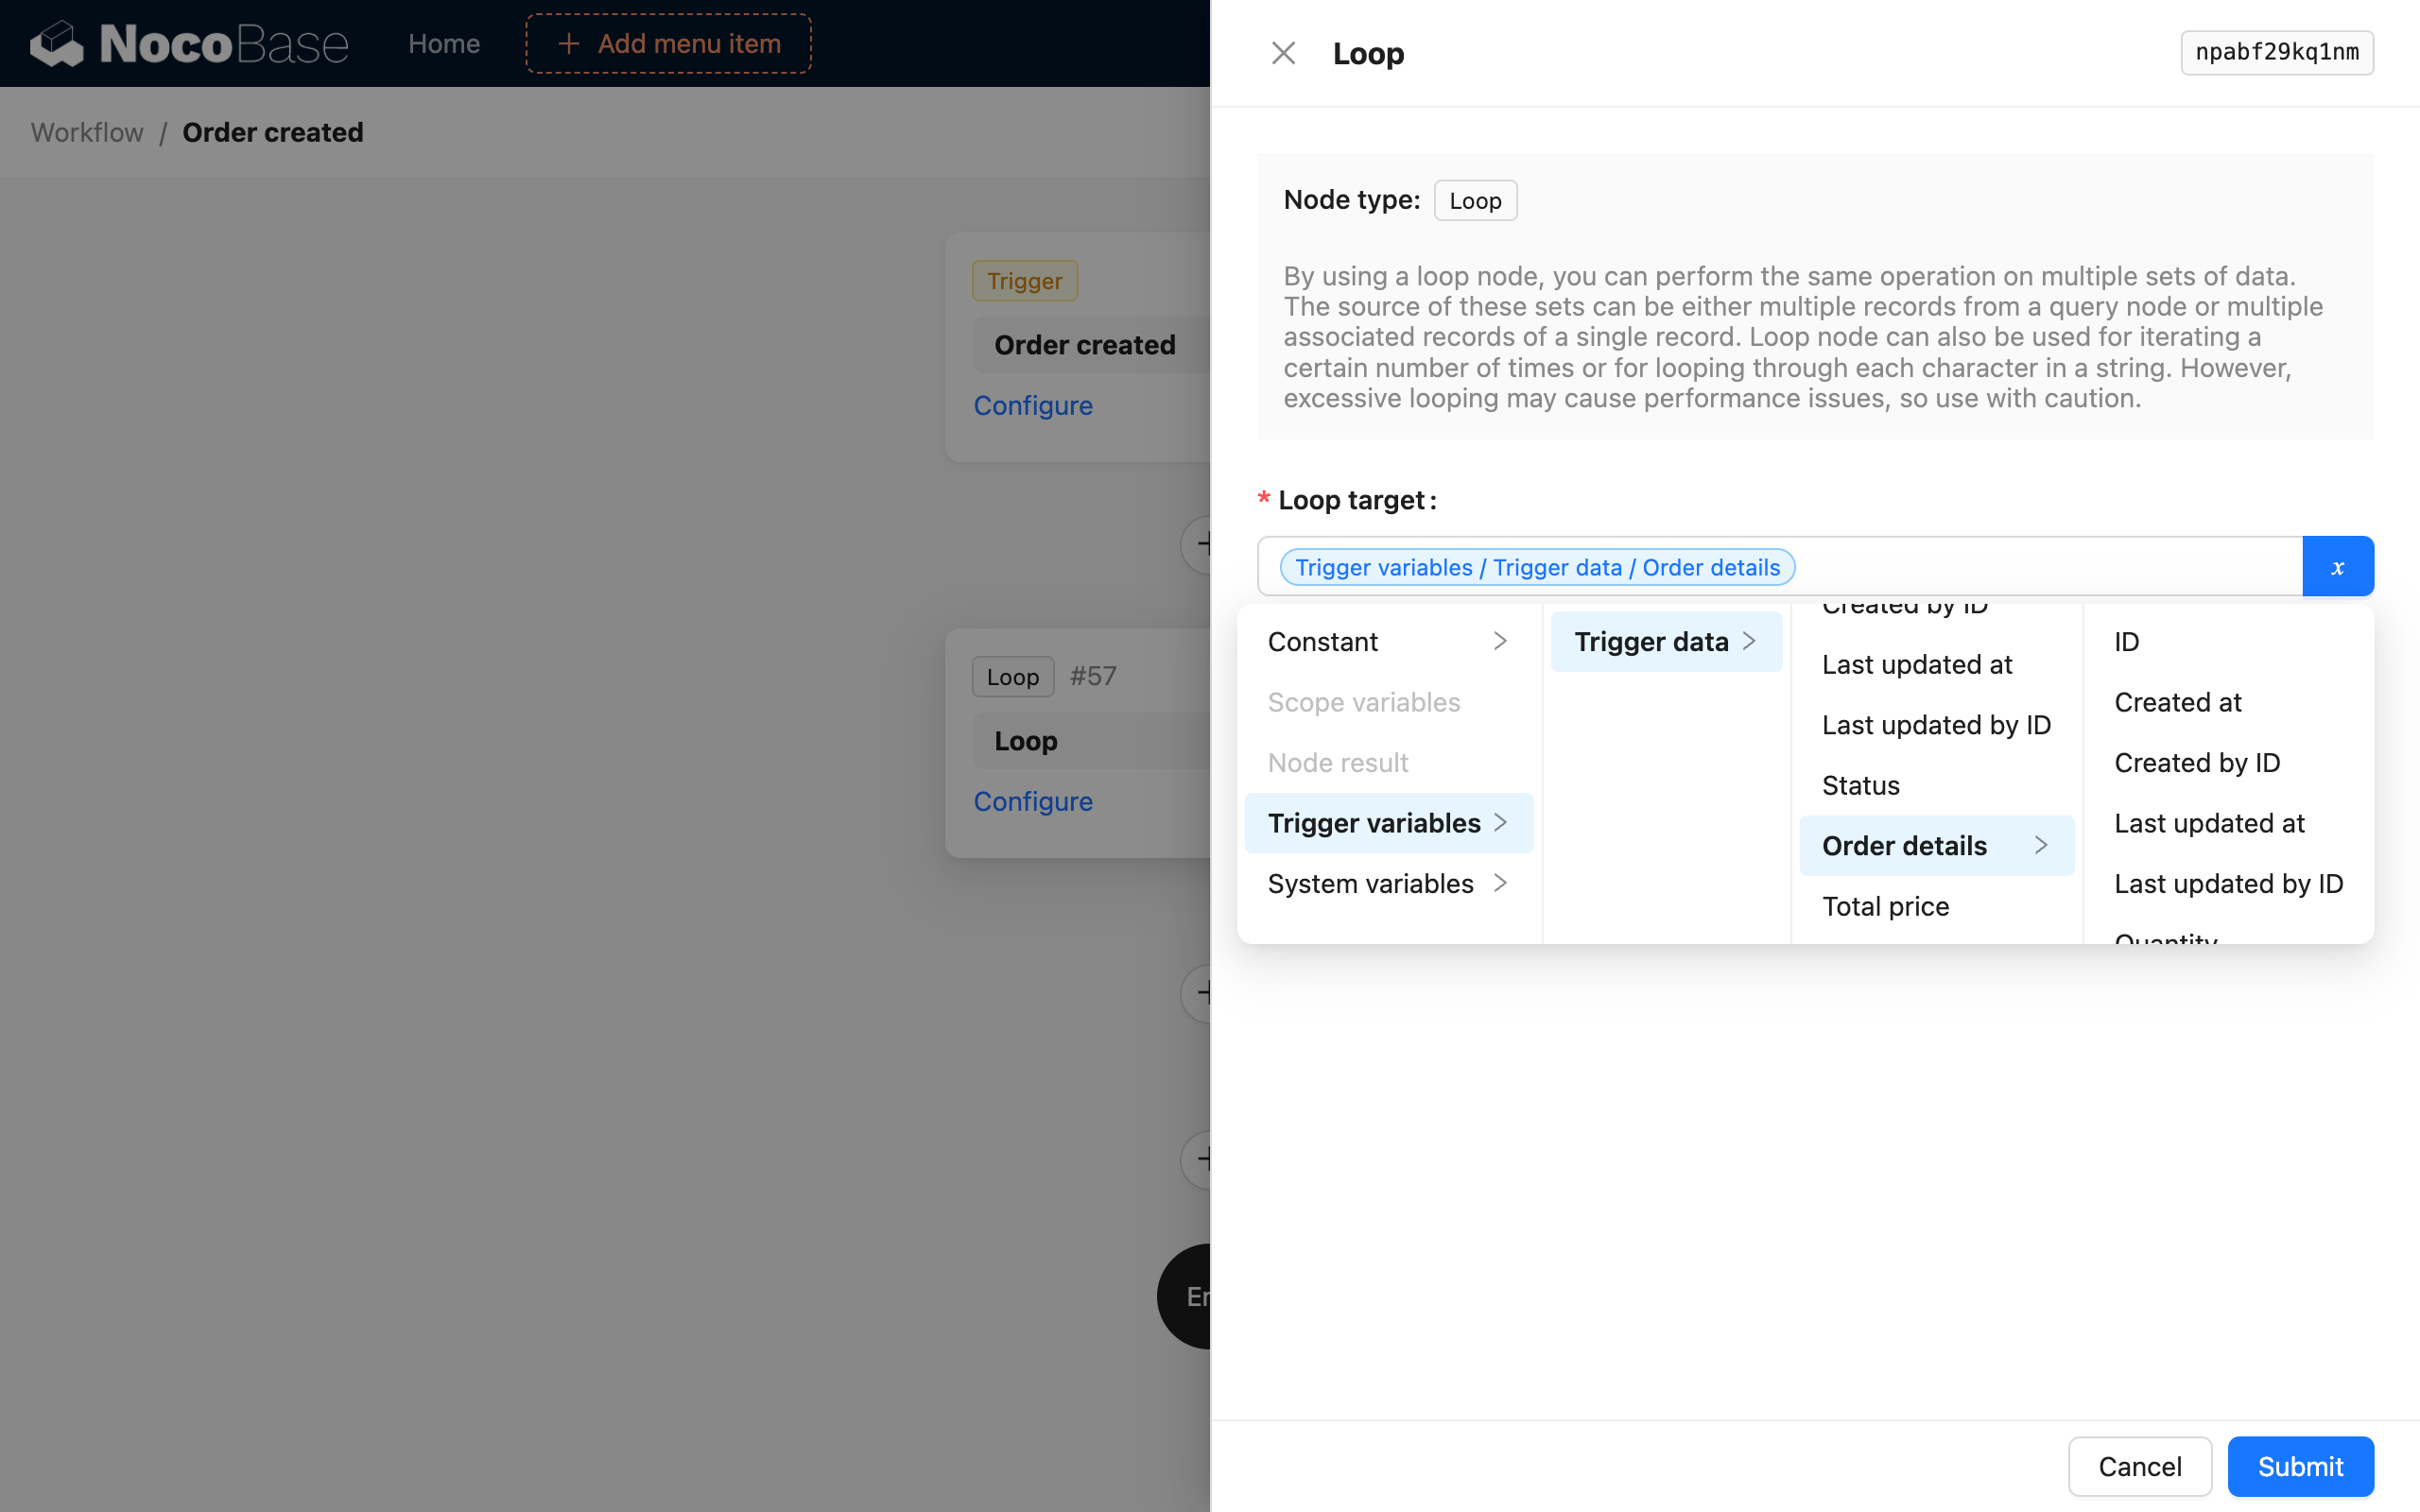 NocoBase
Home
+ Add menu item
Workflow / Order created
Trigger
Order created
Configure
Loop #57
Loop
Configure
Loop
npabf29kq1nm
Node type: Loop
By using a loop node, you can perform the same operation on multiple sets of data.
The source of these sets can be either multiple records from a query node or multiple
associated records of a single record. Loop node can also be used for iterating a
certain number of times or for looping through each character in a string. However,
excessive looping may cause performance issues, so use with caution.
* Loop target:
Trigger variables / Trigger data / Order details
x
Constant
Scope variables
Node result
Trigger variables
System variables
Trigger data
Created by ID
Last updated at
Last updated by ID
Status
Order details
Total price
ID
Created at
Created by ID
Last updated at
Last updated by ID
Quantity
Cancel
Submit